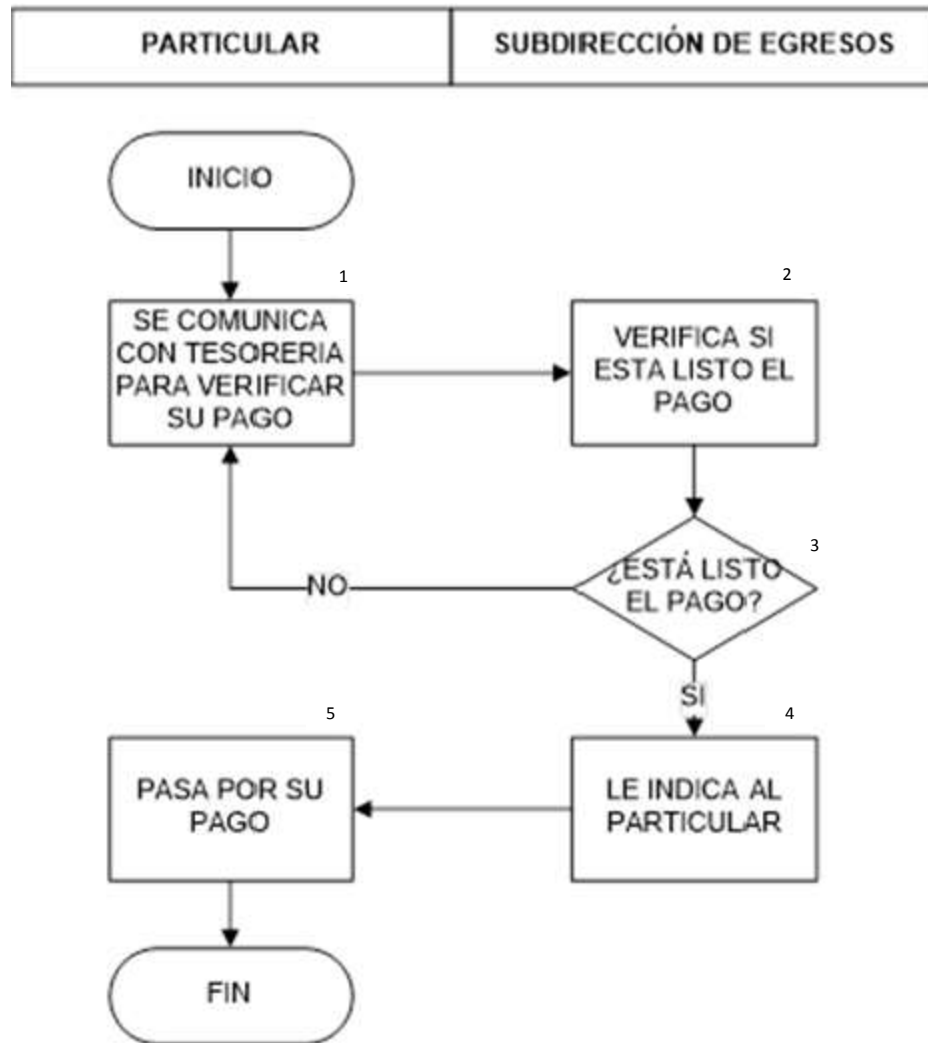 PARTICULAR
SUBDIRECCIÓN DE EGRESOS
INICIO
1
SE COMUNICA
CON TESORERIA
PARA VERIFICAR
SU PAGO
2
VERIFICA SI
ESTA LISTO EL
PAGO
3
¿ESTÁ LISTO
EL PAGO?
NO
SI
4
LE INDICA AL
PARTICULAR
5
PASA POR SU
PAGO
FIN